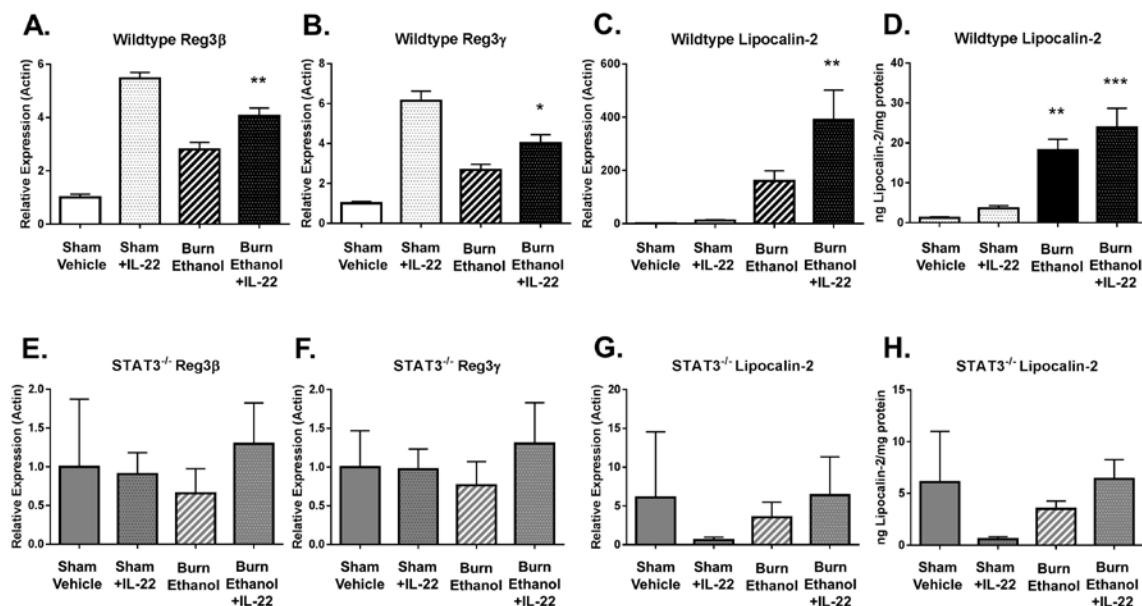 A.
Wildtype Reg3β
Relative Expression (Actin)
6
4
2
0
Sham Vehicle
Sham +IL-22
Burn Ethanol
Burn Ethanol +IL-22
**
B.
Wildtype Reg3γ
Relative Expression (Actin)
8
6
4
2
0
Sham Vehicle
Sham +IL-22
Burn Ethanol
Burn Ethanol +IL-22
*
C.
Wildtype Lipocalin-2
Relative Expression (Actin)
600
400
200
0
Sham Vehicle
Sham +IL-22
Burn Ethanol
Burn Ethanol +IL-22
**
D.
Wildtype Lipocalin-2
ng Lipocalin-2/mg protein
40
30
20
10
0
Sham Vehicle
Sham +IL-22
Burn Ethanol
Burn Ethanol +IL-22
**
***
E.
STAT3-/- Reg3β
Relative Expression (Actin)
2.0
1.5
1.0
0.5
0.0
Sham Vehicle
Sham +IL-22
Burn Ethanol
Burn Ethanol +IL-22
F.
STAT3-/- Reg3γ
Relative Expression (Actin)
2.0
1.5
1.0
0.5
0.0
Sham Vehicle
Sham +IL-22
Burn Ethanol
Burn Ethanol +IL-22
G.
STAT3-/- Lipocalin-2
Relative Expression (Actin)
20
15
10
5
0
Sham Vehicle
Sham +IL-22
Burn Ethanol
Burn Ethanol +IL-22
H.
STAT3-/- Lipocalin-2
ng Lipocalin-2/mg protein
15
10
5
0
Sham Vehicle
Sham +IL-22
Burn Ethanol
Burn Ethanol +IL-22